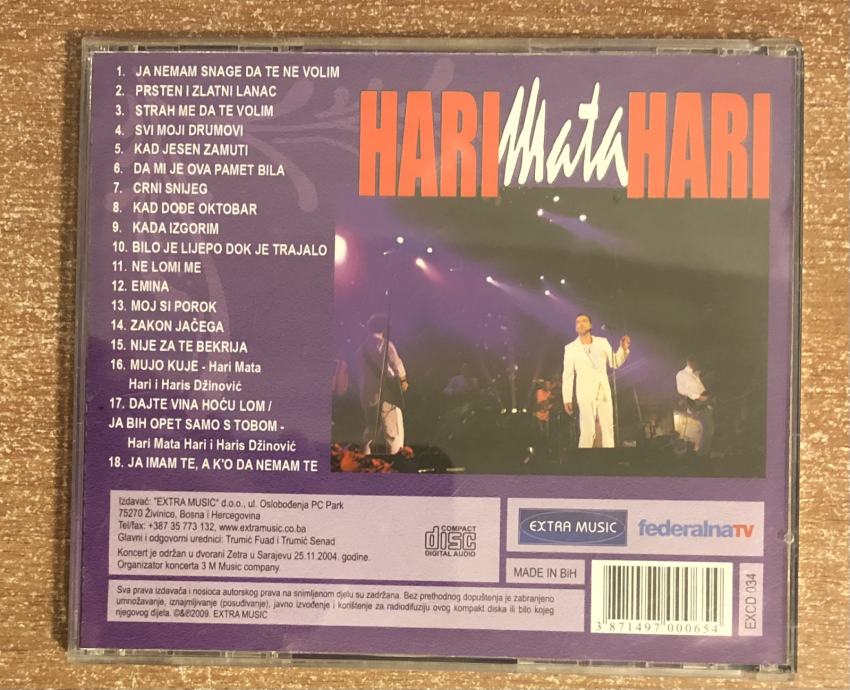 1. JA NEMAM SNAGE DA TE NE VOLIM
2. PRSTEN I ZLATNI LANAC
3. STRAH ME DA TE VOLIM
4. SVI MOJI DRUMOVI
5. KAD JESEN ZAMUTI
6. DA MI JE OVA PAMET BILA
7. CRNI SNIJEG
8. KAD DOĐE OKTOBAR
9. KADA IZGORIM
10. BILO JE LIJEPO DOK JE TRAJALO
11. NE LOMI ME
12. EMINA
13. MOJ SI POROK
14. ZAKON JAČEGA
15. NIJE ZA TE BEKRIJA
16. MUJO KUJE - Hari Mata
Hari i Haris Džinović
17. DAJTE VINA HOĆU LOM /
JA BIH OPET SAMO S TOBOM -
Hari Mata Hari i Haris Džinović
18. JA IMAM TE, A K'O DA NEMAM TE
HARI Mata HARI
Izdavač: "EXTRA MUSIC" d.o.o., ul. Oslobođenja PC Park
75270 Živinice, Bosna i Hercegovina
Tel/fax: +387 35 773 132, www.extramusic.co.ba
Glavni i odgovorni urednici: Trumić Fuad i Trumić Senad
Koncert je održan u dvorani Zetra u Sarajevu 25.11.2004. godine.
Organizator koncerta 3 M Music company
COMPACT
disc
DIGITAL AUDIO
EXTRA MUSIC
federalnaTV
MADE IN BiH
Sva prava izdavača i nosioca autorskog prava na snimljenom djelu su zadržana. Bez prethodnog dopuštenja je zabranjeno
umnožavanje, iznajmljivanje (posuđivanje), javno izvođenje i korištenje za radiodifuziju ovog kompakt diska ili bilo kojeg
njegovog dijela. ©&℗2009. EXTRA MUSIC
3 871497 000654
EXCD 034